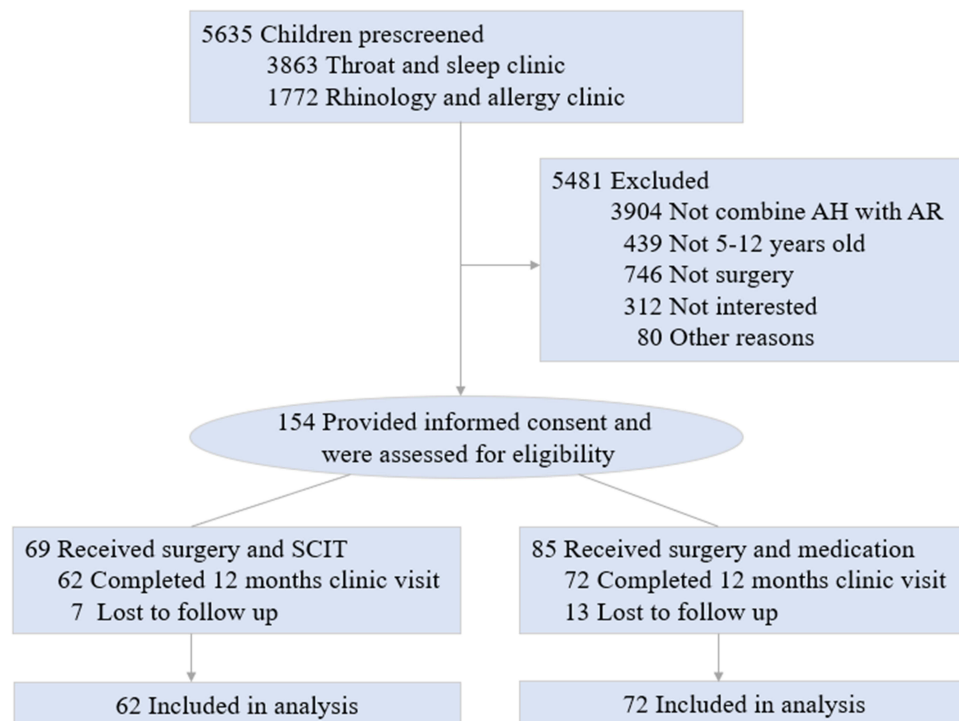 5635 Children prescreened
3863 Throat and sleep clinic
1772 Rhinology and allergy clinic
5481 Excluded
3904 Not combine AH with AR
439 Not 5-12 years old
746 Not surgery
312 Not interested
80 Other reasons
154 Provided informed consent and
were assessed for eligibility
69 Received surgery and SCIT
62 Completed 12 months clinic visit
7 Lost to follow up
85 Received surgery and medication
72 Completed 12 months clinic visit
13 Lost to follow up
62 Included in analysis
72 Included in analysis